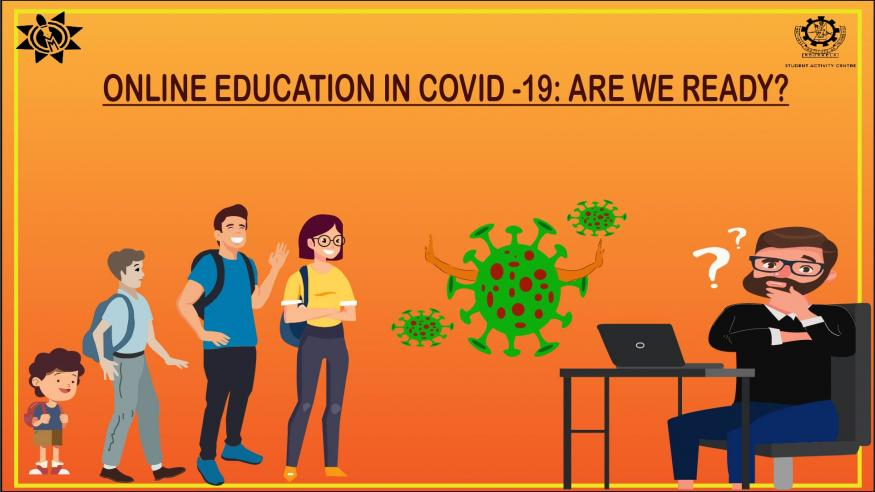 ONLINE EDUCATION IN COVID -19: ARE WE READY?
STUDENT ACTIVITY CENTRE
? ?